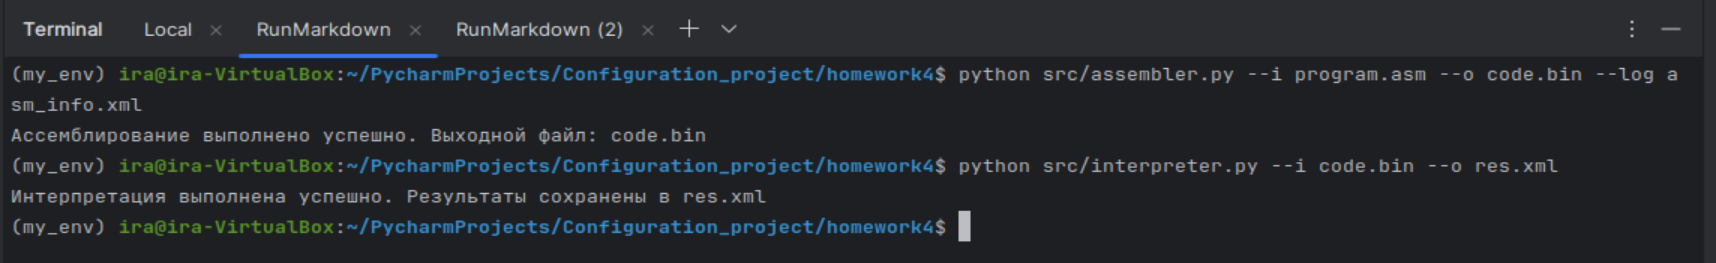 Terminal Local × RunMarkdown × RunMarkdown (2) ×
(my_env) ira@ira-VirtualBox:~/PycharmProjects/Configuration_project/homework4$ python src/assembler.py --i program.asm --o code.bin --log a
sm_info.xml
Ассемблирование выполнено успешно. Выходной файл: code.bin
(my_env) ira@ira-VirtualBox:~/PycharmProjects/Configuration_project/homework4$ python src/interpreter.py --i code.bin --o res.xml
Интерпретация выполнена успешно. Результаты сохранены в res.xml
(my_env) ira@ira-VirtualBox:~/PycharmProjects/Configuration_project/homework4$